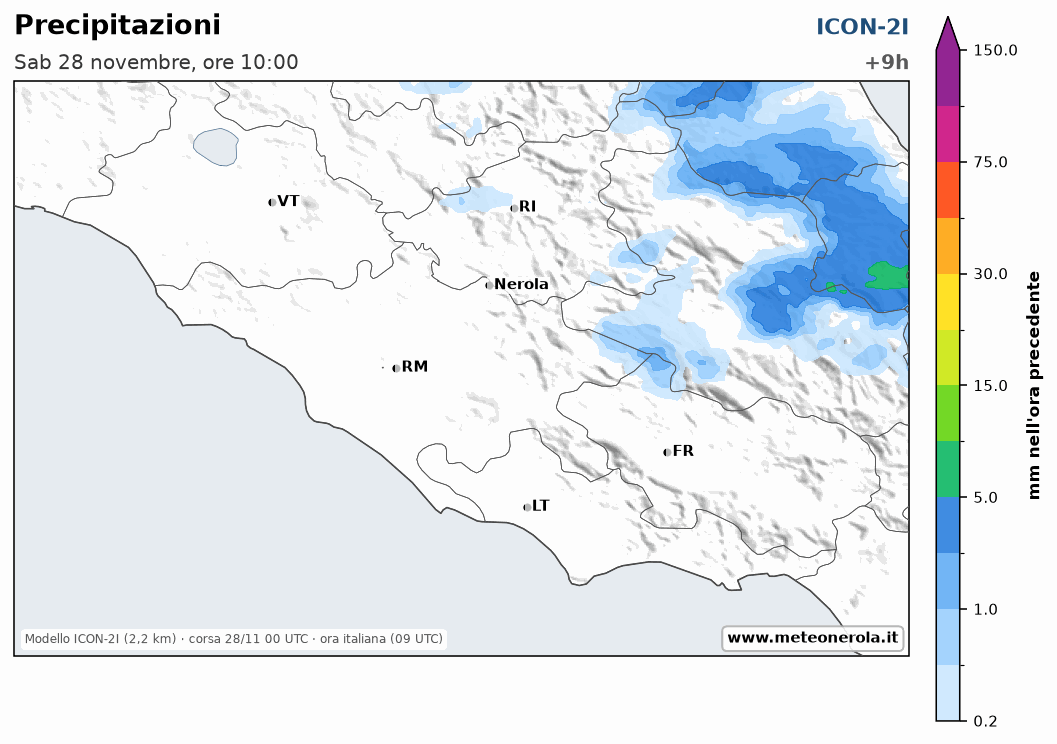 Precipitazioni
ICON-2I
Sab 28 novembre, ore 10:00
+9h
150.0
75.0
30.0
15.0
5.0
1.0
0.2
mm nell'ora precedente
VT
RI
Nerola
RM
FR
LT
Modello ICON-2I (2,2 km) · corsa 28/11 00 UTC · ora italiana (09 UTC)
www.meteonerola.it